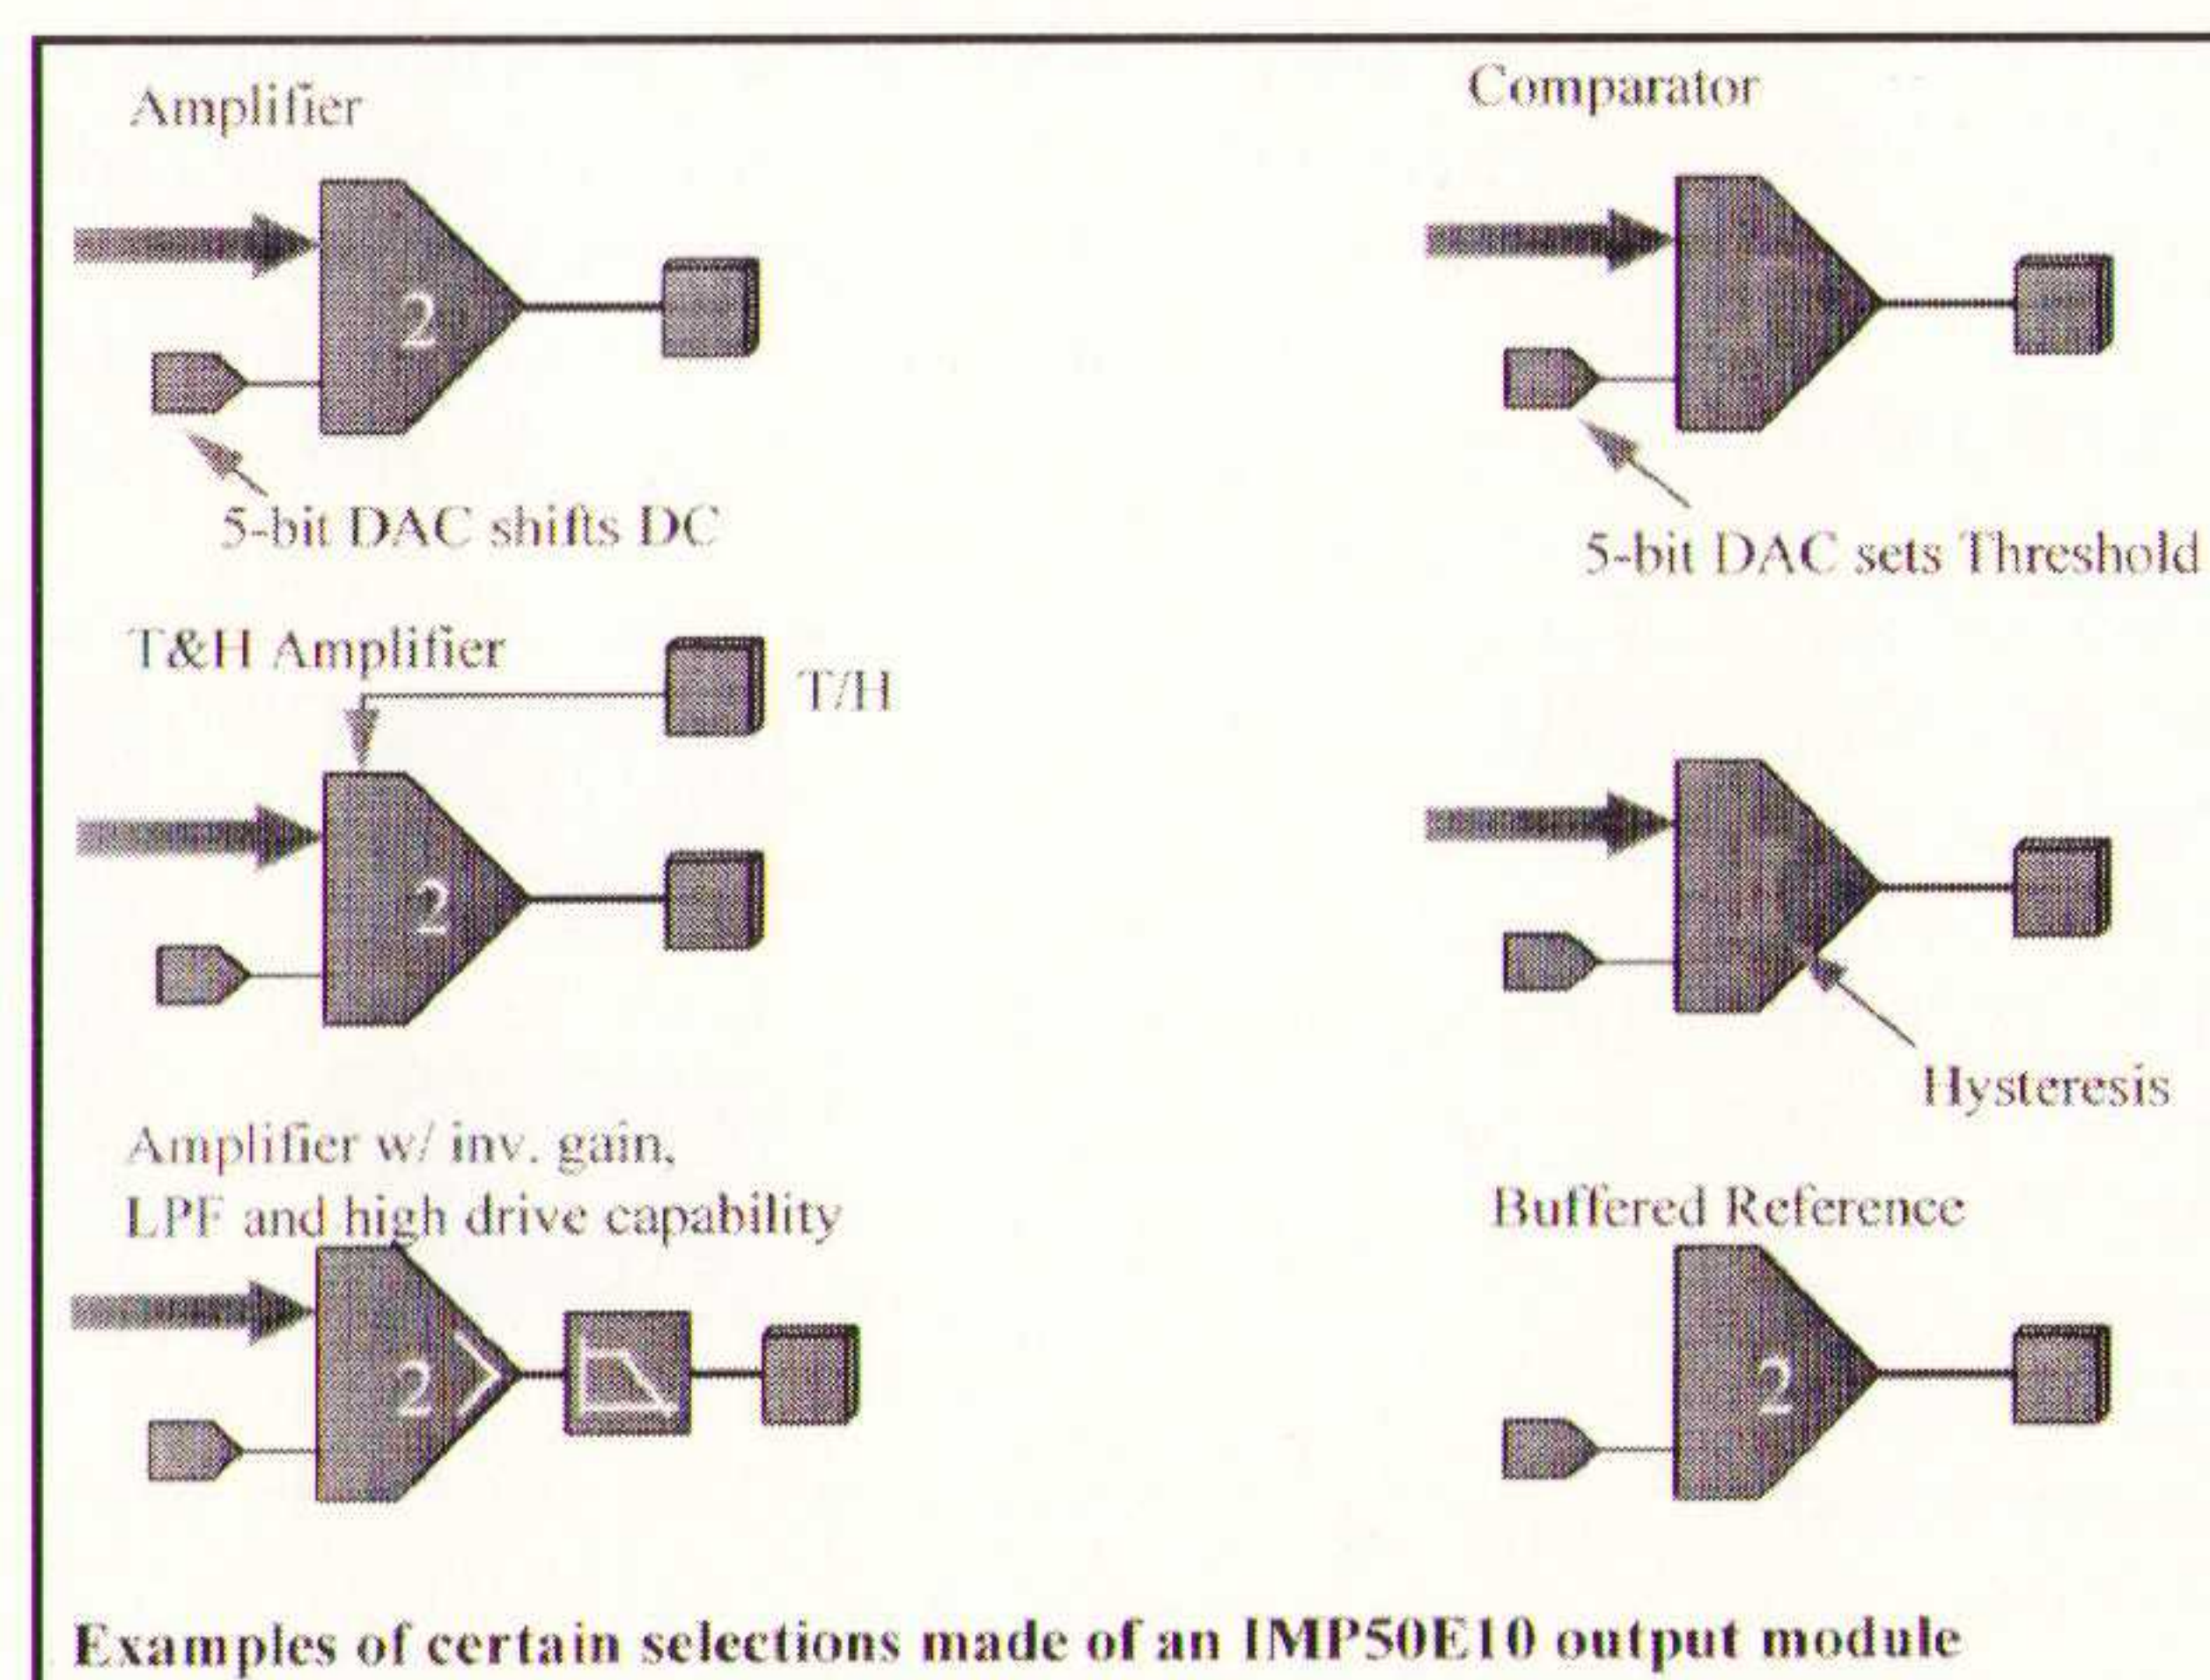 Amplifier
2
5-bit DAC shifts DC
Comparator
5-bit DAC sets Threshold
T&H Amplifier
T/H
2
Hysteresis
Amplifier w/ inv. gain,
LPF and high drive capability
2
Buffered Reference
2
Examples of certain selections made of an IMP50E10 output module